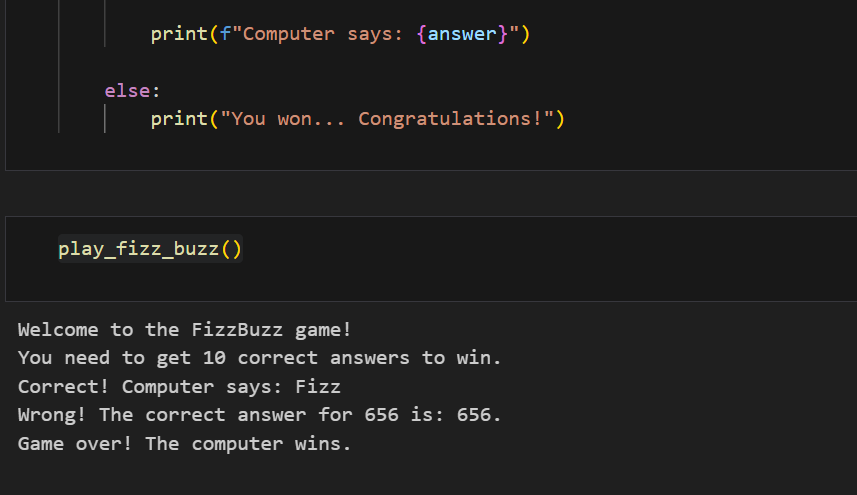 print(f"Computer says: {answer}")
else:
print("You won... Congratulations!")
play_fizz_buzz()
Welcome to the FizzBuzz game!
You need to get 10 correct answers to win.
Correct! Computer says: Fizz
Wrong! The correct answer for 656 is: 656.
Game over! The computer wins.